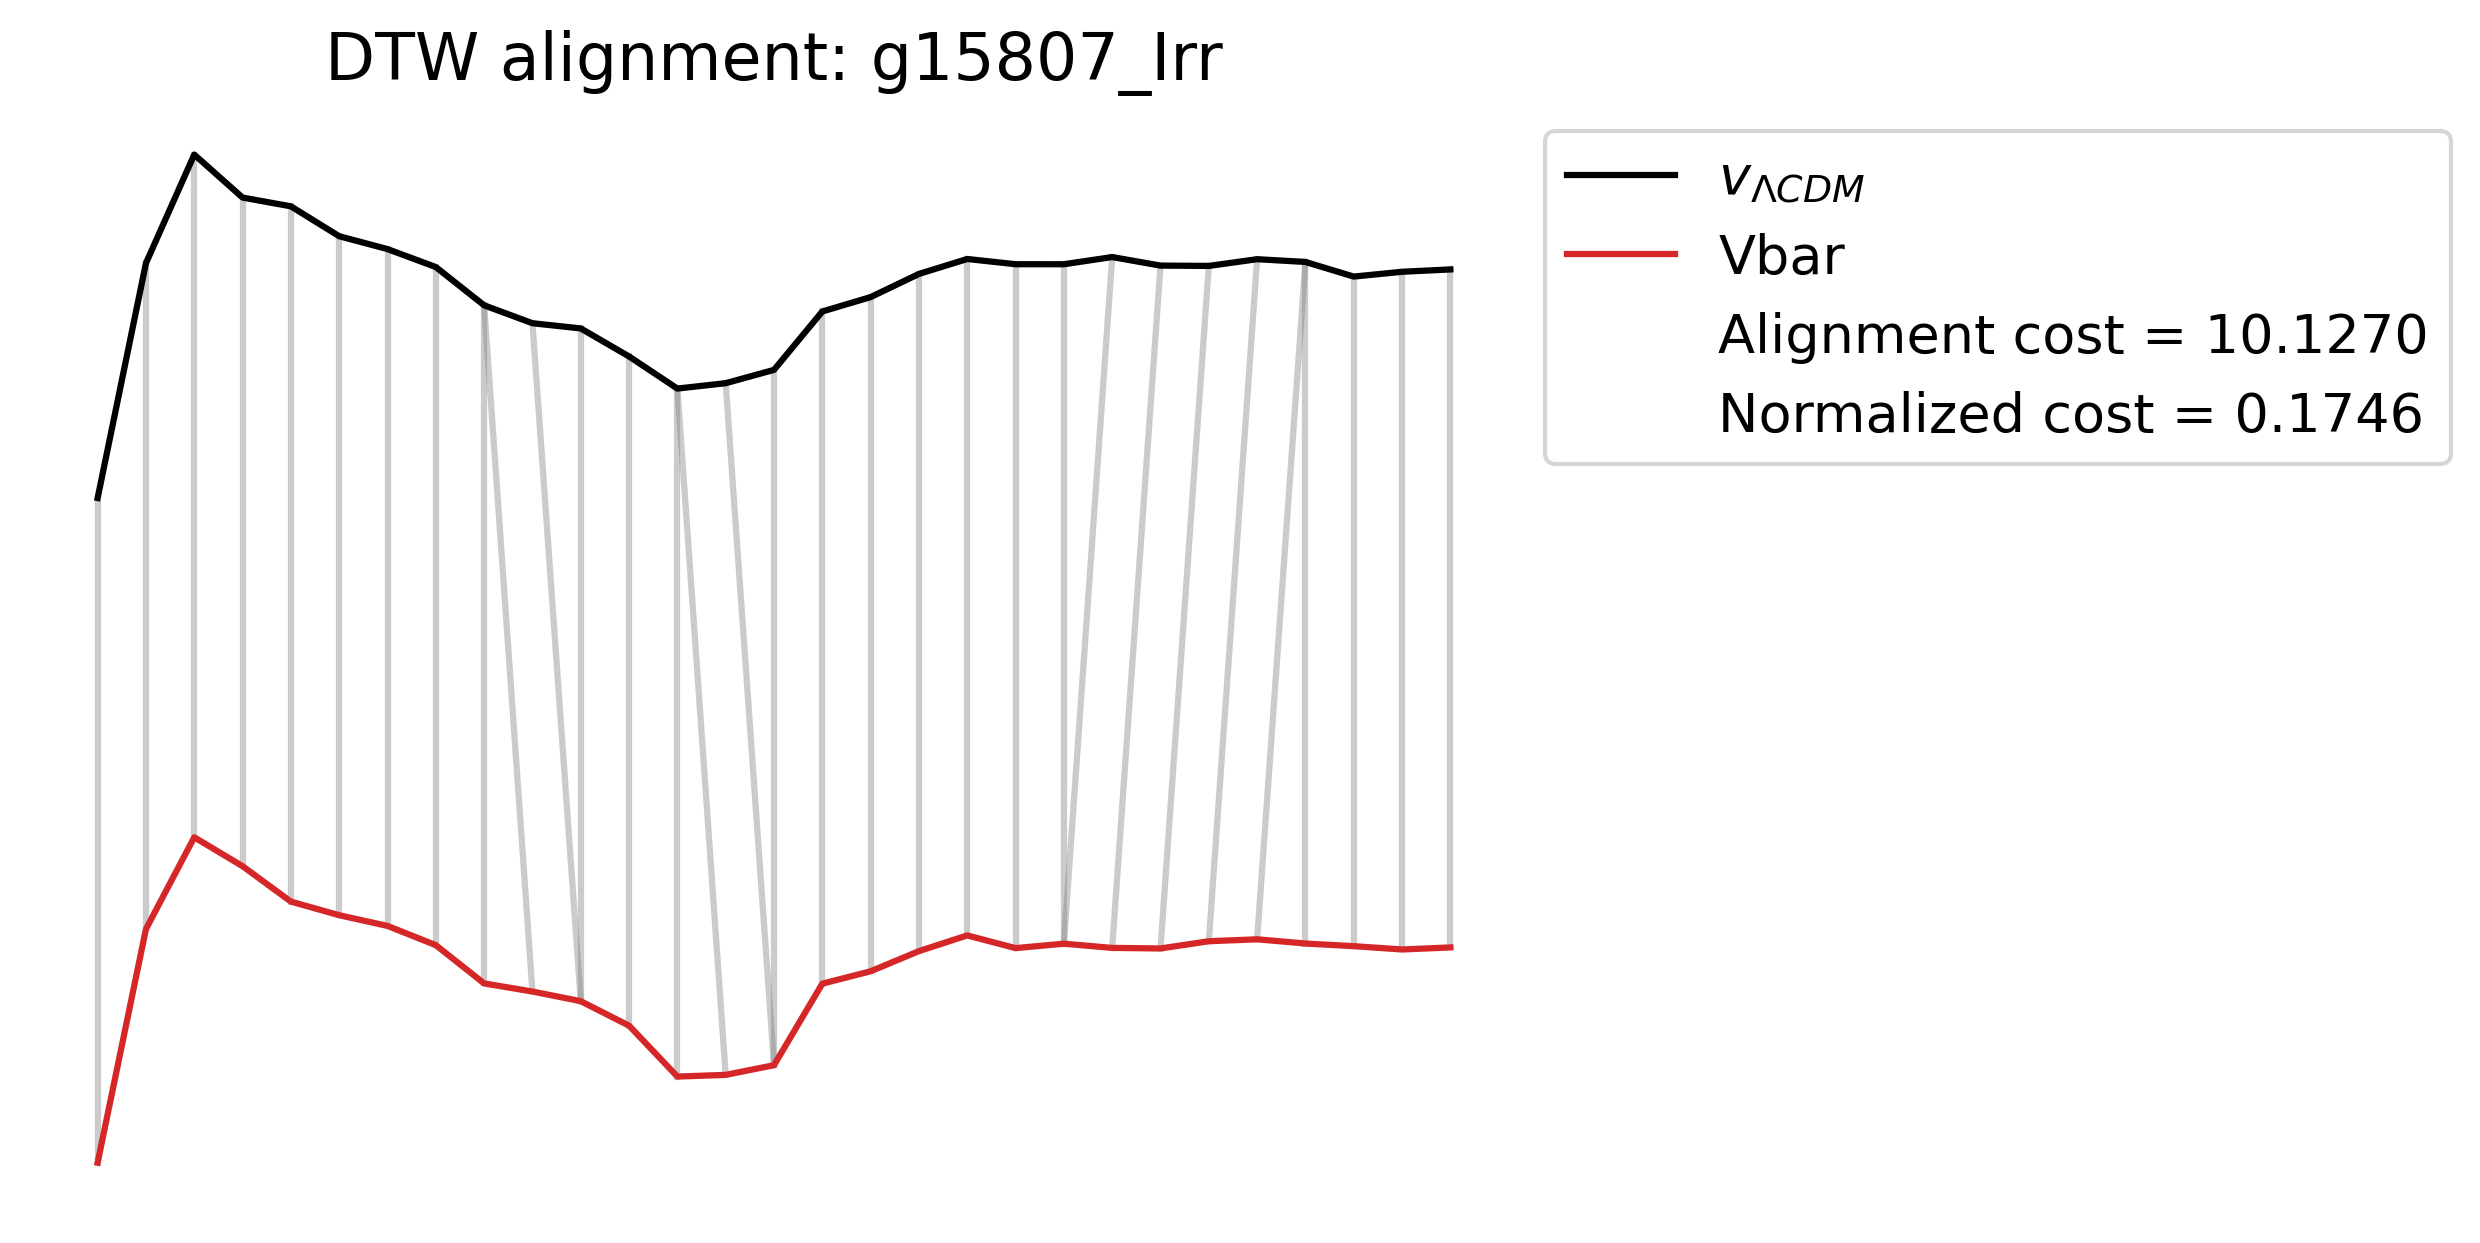 DTW alignment: g15807_Irr
v_ΛCDM
Vbar
Alignment cost = 10.1270
Normalized cost = 0.1746